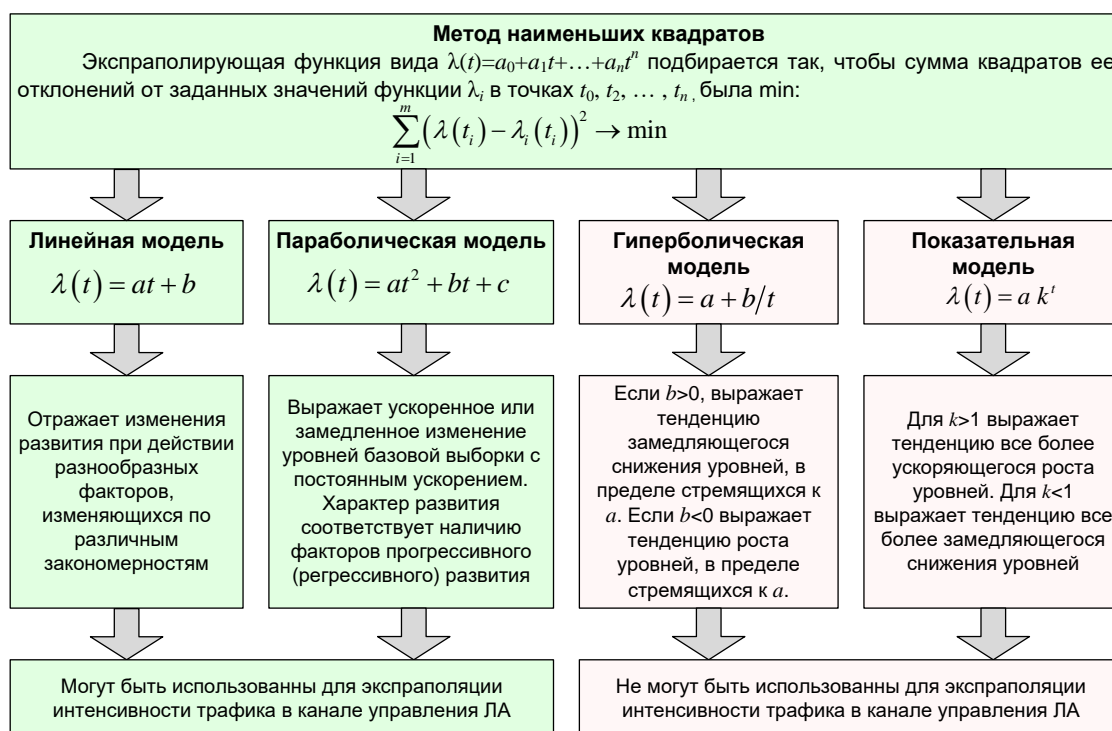 Метод наименьших квадратов
Экспраполирующая функция вида λ(t)=a₀+a₁t+…+aₙtⁿ подбирается так, чтобы сумма квадратов ее
отклонений от заданных значений функции λᵢ в точках t₀, t₂, … , tₙ , была min:
∑_{i=1}^{m} (λ(tᵢ) − λᵢ(tᵢ))² → min
Линейная модель
λ(t) = at + b
Параболическая модель
λ(t) = at² + bt + c
Гиперболическая
модель
λ(t) = a + b/t
Показательная
модель
λ(t) = a kᵗ
Отражает изменения
развития при действии
разнообразных
факторов,
изменяющихся по
различным
закономерностям
Выражает ускоренное или
замедленное изменение
уровней базовой выборки с
постоянным ускорением.
Характер развития
соответствует наличию
факторов прогрессивного
(регрессивного) развития
Если b>0, выражает
тенденцию
замедляющегося
снижения уровней, в
пределе стремящихся к
a. Если b<0 выражает
тенденцию роста
уровней, в пределе
стремящихся к a.
Для k>1 выражает
тенденцию все более
ускоряющегося роста
уровней. Для k<1
выражает тенденцию все
более замедляющегося
снижения уровней
Могут быть использованны для экспраполяции
интенсивности трафика в канале управления ЛА
Не могут быть использованны для экспраполяции
интенсивности трафика в канале управления ЛА